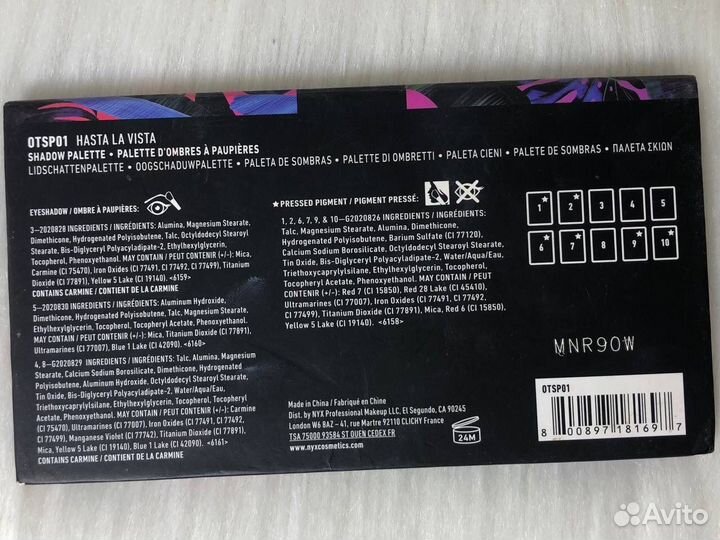 OTSP01 HASTA LA VISTA
SHADOW PALETTE • PALETTE D'OMBRES À PAUPIÈRES •
LIDSCHATTENPALETTE • OOGSCHADUWPALETTE • PALETA DE SOMBRAS • PALETTE DI OMBRETTI • PALETA CIENI • PALETE DE SOMBRAS • ΠΑΛΕΤΑ ΣΚΙΩΝ
EYESHADOW / OMBRE À PAUPIÈRES:
3–2020828 INGREDIENTS / INGRÉDIENTS: Alumina, Magnesium Stearate,
Dimethicone, Hydrogenated Polyisobutene, Talc, Octyldodecyl Stearoyl
Stearate, Bis-Diglyceryl Polyacyladipate-2, Ethylhexylglycerin,
Tocopherol, Phenoxyethanol. MAY CONTAIN / PEUT CONTENIR (+/-): Mica,
Carmine (CI 75470), Iron Oxides (CI 77491, CI 77492, CI 77499), Titanium
Dioxide (CI 77891), Yellow 5 Lake (CI 19140). <6159>
CONTAINS CARMINE / CONTIENT DE LA CARMINE
5–2020830 INGREDIENTS / INGRÉDIENTS: Aluminum Hydroxide,
Dimethicone, Hydrogenated Polyisobutene, Talc, Magnesium Stearate,
Ethylhexylglycerin, Tocopherol, Tocopheryl Acetate, Phenoxyethanol.
MAY CONTAIN / PEUT CONTENIR (+/-): Mica, Titanium Dioxide (CI 77891),
Ultramarines (CI 77007), Blue 1 Lake (CI 42090). <6160>
4, 8–G2020829 INGREDIENTS / INGRÉDIENTS: Talc, Alumina, Magnesium
Stearate, Calcium Sodium Borosilicate, Dimethicone, Hydrogenated
Polyisobutene, Aluminum Hydroxide, Octyldodecyl Stearoyl Stearate,
Tin Oxide, Bis-Diglyceryl Polyacyladipate-2, Water/Aqua/Eau,
Triethoxycaprylylsilane, Ethylhexylglycerin, Tocopherol, Tocopheryl Acetate,
Phenoxyethanol. MAY CONTAIN / PEUT CONTENIR (+/-): Carmine
(CI 75470), Ultramarines (CI 77007), Iron Oxides (CI 77491, CI 77492,
CI 77499), Manganese Violet (CI 77742), Titanium Dioxide (CI 77891),
Mica, Yellow 5 Lake (CI 19140), Blue 1 Lake (CI 42090). <6161>
CONTAINS CARMINE / CONTIENT DE LA CARMINE
★PRESSED PIGMENT / PIGMENT PRESSÉ:
1, 2, 6, 7, 9, & 10–G2020826 INGREDIENTS / INGRÉDIENTS:
Talc, Magnesium Stearate, Alumina, Dimethicone,
Hydrogenated Polyisobutene, Barium Sulfate (CI 77120),
Calcium Sodium Borosilicate, Octyldodecyl Stearoyl Stearate,
Tin Oxide, Bis-Diglyceryl Polyacyladipate-2, Water/Aqua/Eau,
Triethoxycaprylylsilane, Ethylhexylglycerin, Tocopherol,
Tocopheryl Acetate, Phenoxyethanol. MAY CONTAIN / PEUT
CONTENIR (+/-): Red 7 (CI 15850), Red 28 Lake (CI 45410),
Ultramarines (CI 77007), Iron Oxides (CI 77491, CI 77492,
CI 77499), Titanium Dioxide (CI 77891), Mica, Red 6 (CI 15850),
Yellow 5 Lake (CI 19140). <6158>
1★ 2★ 3 4 5
6★ 7★ 8 9★ 10★
MNR90W
Made in China / Fabriqué en Chine
Dist. by NYX Professional Makeup LLC, El Segundo, CA 90245
London W6 8AZ – 41, rue Martre 92110 CLICHY France
TSA 75000 93584 ST OUEN CEDEX FR
www.nyxcosmetics.com
24M
OTSP01
8 00897 18169 7
Avito